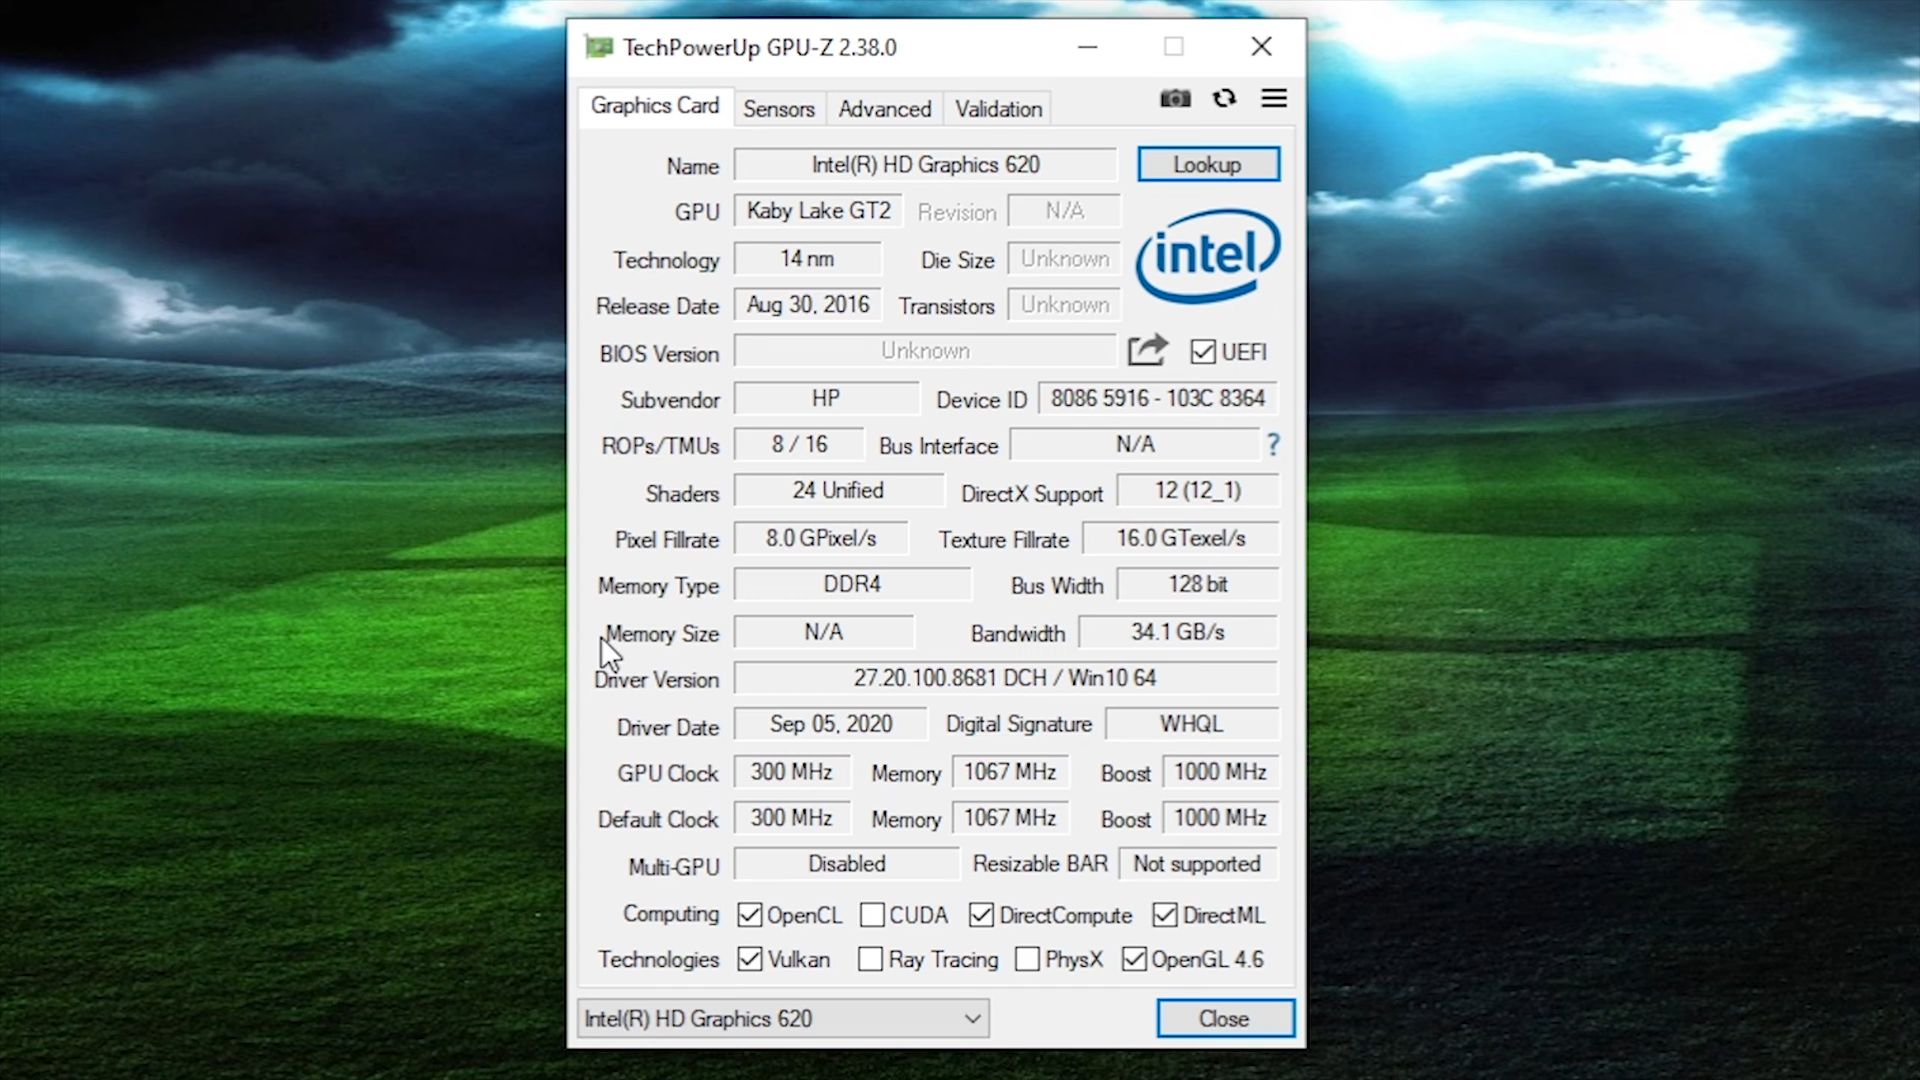 TechPowerUp GPU-Z 2.38.0
Graphics Card Sensors Advanced Validation
Name Intel(R) HD Graphics 620 Lookup
GPU Kaby Lake GT2 Revision N/A
intel
Technology 14 nm Die Size Unknown
Release Date Aug 30, 2016 Transistors Unknown
BIOS Version Unknown UEFI
Subvendor HP Device ID 8086 5916 - 103C 8364
ROPs/TMUs 8 / 16 Bus Interface N/A ?
Shaders 24 Unified DirectX Support 12 (12_1)
Pixel Fillrate 8.0 GPixel/s Texture Fillrate 16.0 GTexel/s
Memory Type DDR4 Bus Width 128 bit
Memory Size N/A Bandwidth 34.1 GB/s
Driver Version 27.20.100.8681 DCH / Win10 64
Driver Date Sep 05, 2020 Digital Signature WHQL
GPU Clock 300 MHz Memory 1067 MHz Boost 1000 MHz
Default Clock 300 MHz Memory 1067 MHz Boost 1000 MHz
Multi-GPU Disabled Resizable BAR Not supported
Computing OpenCL CUDA DirectCompute DirectML
Technologies Vulkan Ray Tracing PhysX OpenGL 4.6
Intel(R) HD Graphics 620 Close